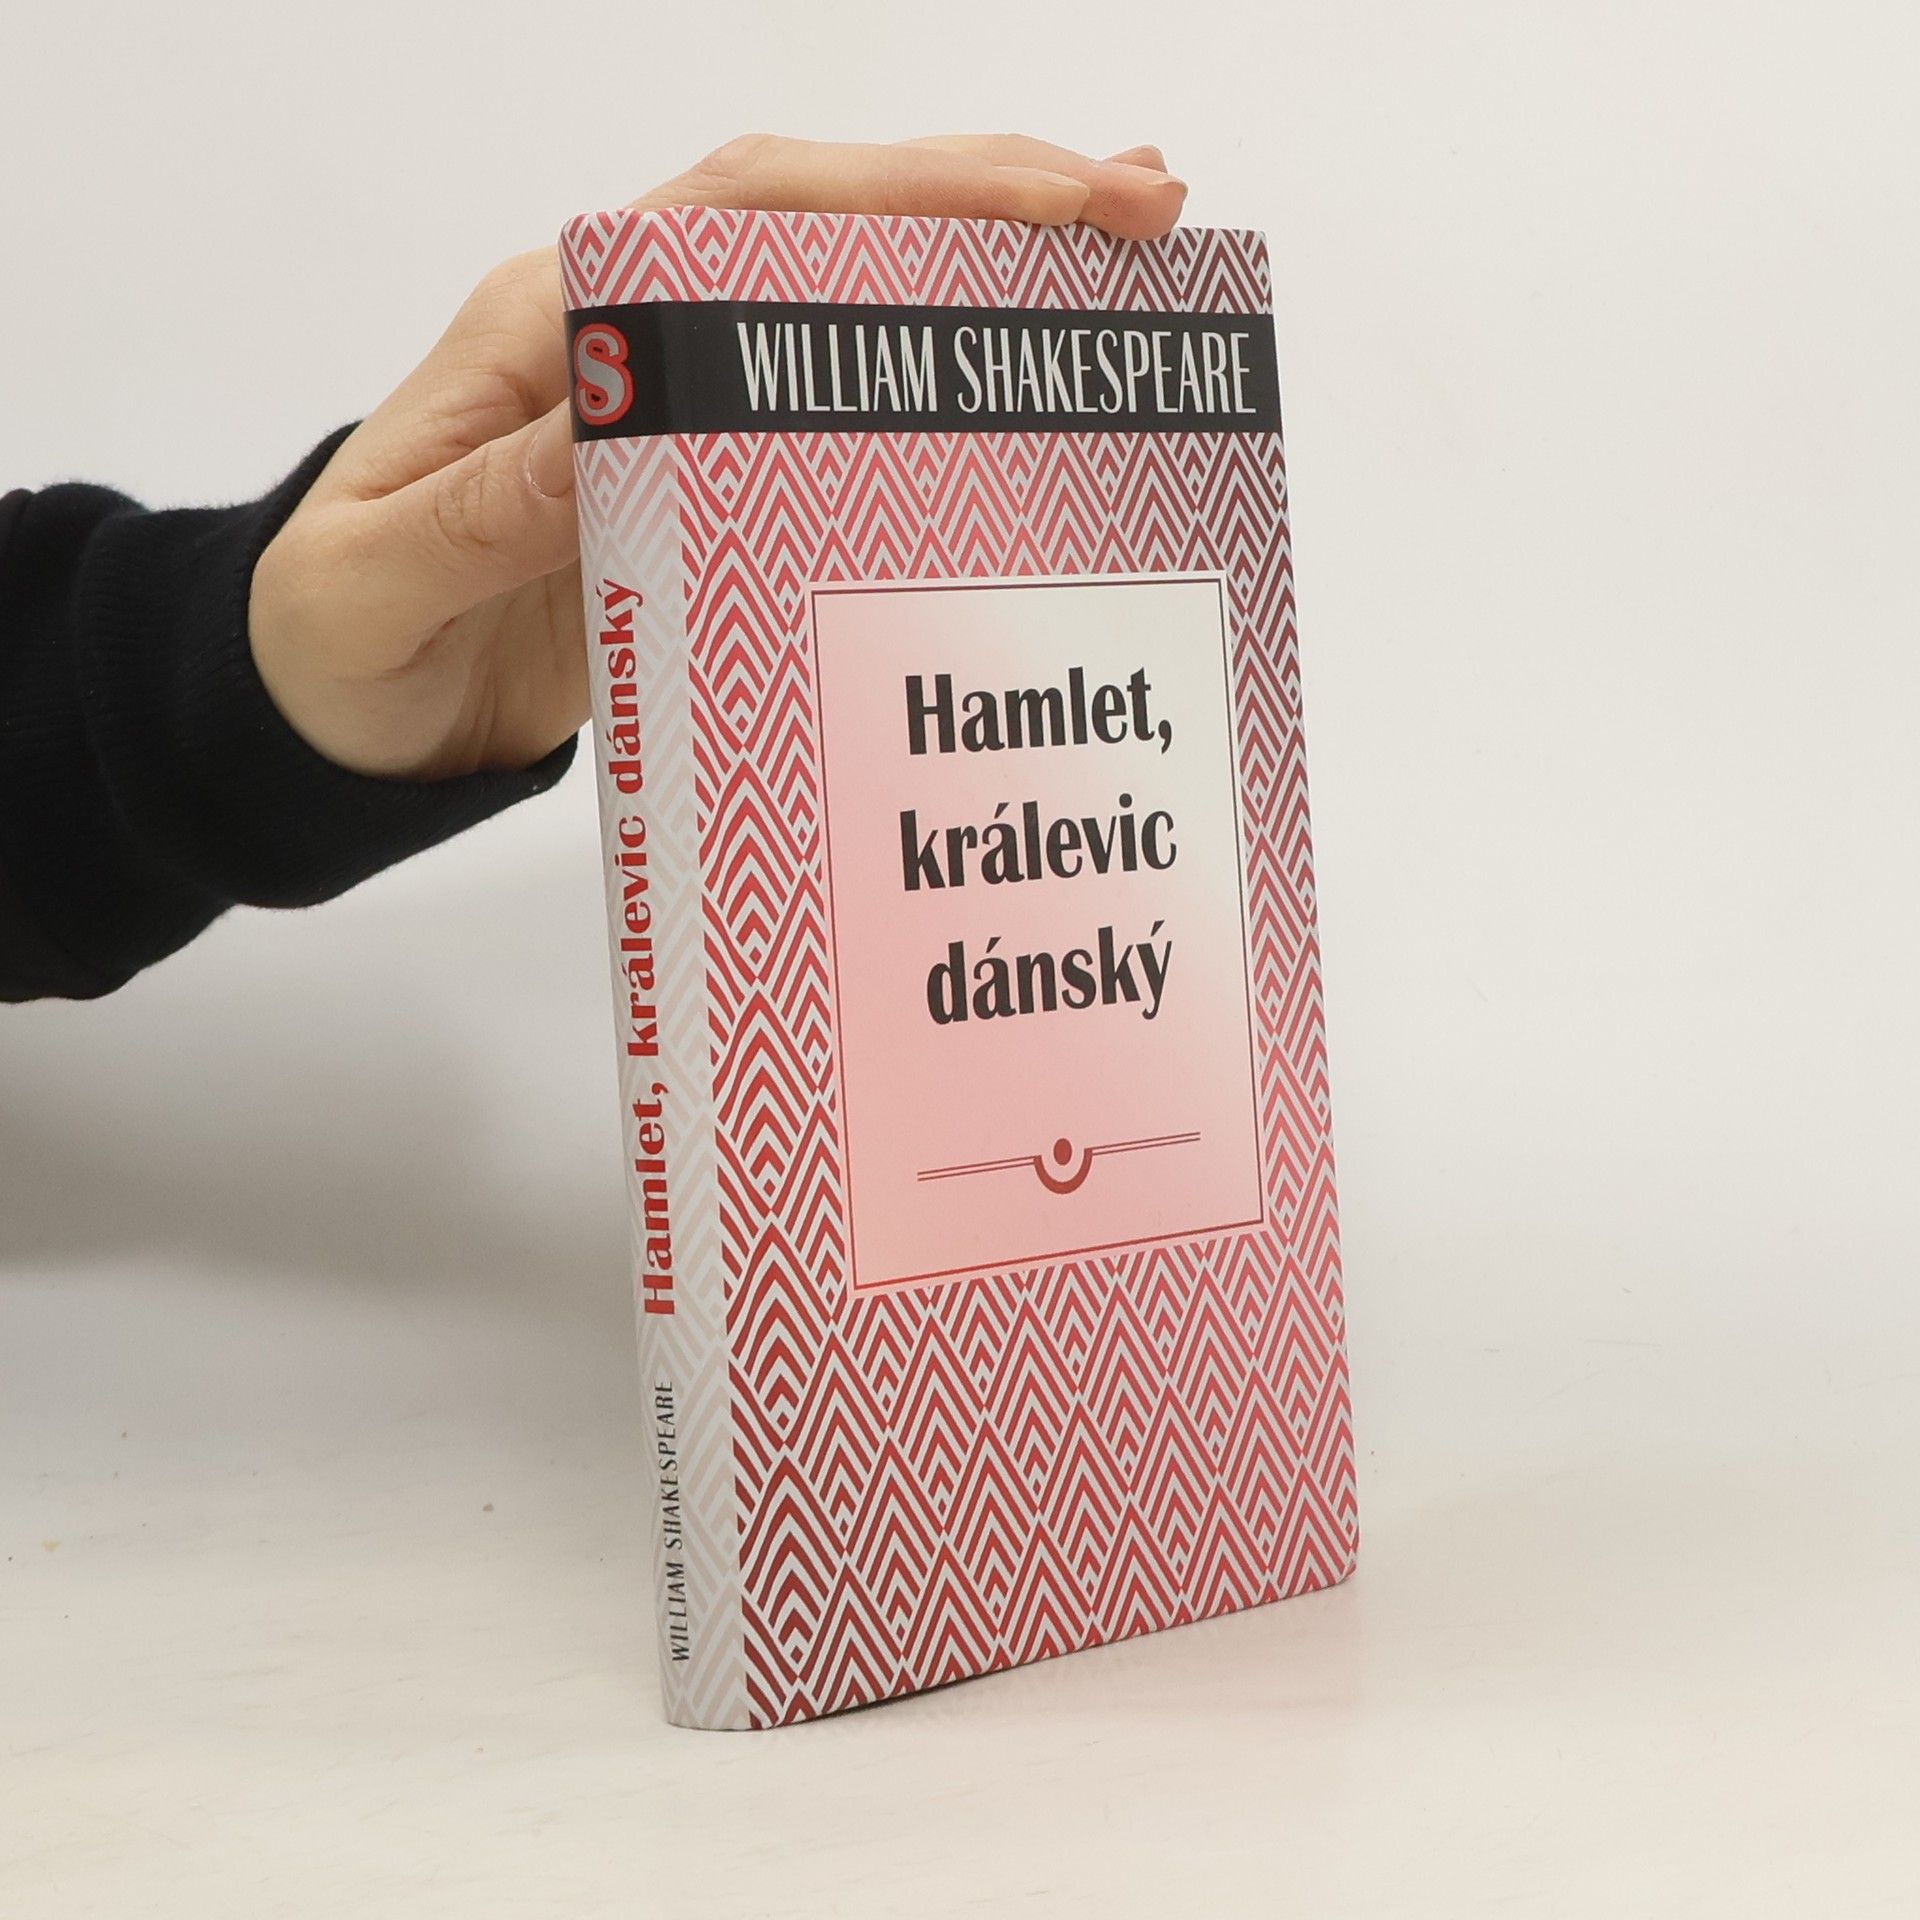 S
WILLIAM SHAKESPEARE
Hamlet,
králevic
dánský
Hamlet, králevic dánský
WILLIAM SHAKESPEARE